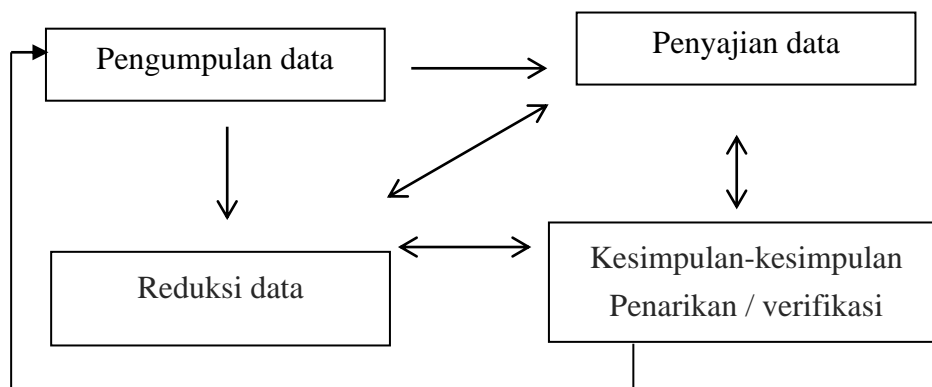 Pengumpulan data
Penyajian data
Reduksi data
Kesimpulan-kesimpulan
Penarikan / verifikasi